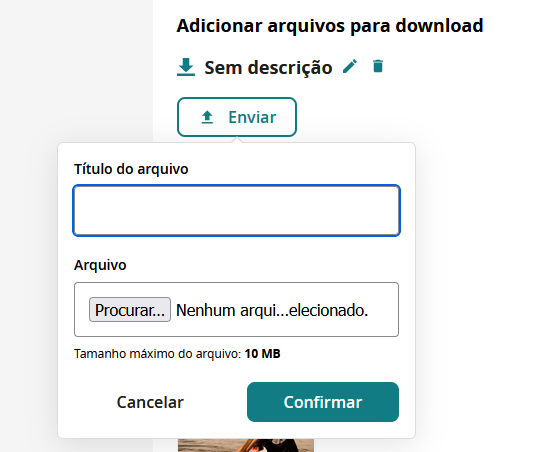 Adicionar arquivos para download
Sem descrição
Enviar
Título do arquivo
Arquivo
Procurar... Nenhum arqui...elecionado.
Tamanho máximo do arquivo: 10 MB
Cancelar Confirmar